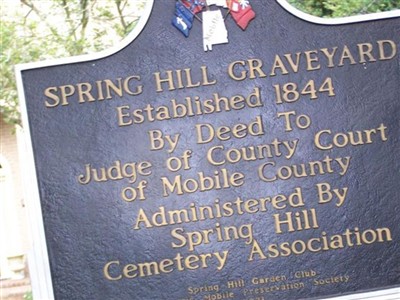 SPRING HILL GRAVEYARD
Established 1844
By Deed To
Judge of County Court
of Mobile County
Administered By
Spring Hill
Cemetery Association
Spring Hill Garden Club
Mobile Preservation Society